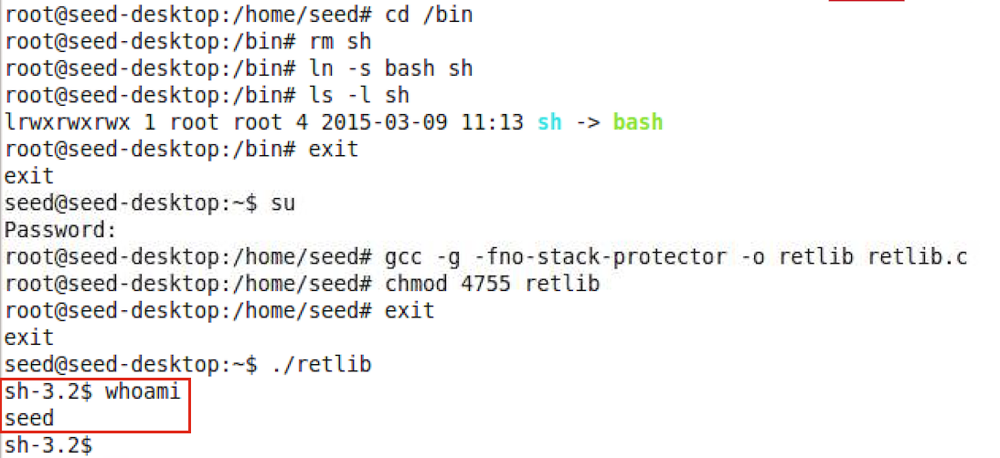 root@seed-desktop:/home/seed# cd /bin
root@seed-desktop:/bin# rm sh
root@seed-desktop:/bin# ln -s bash sh
root@seed-desktop:/bin# ls -l sh
lrwxrwxrwx 1 root root 4 2015-03-09 11:13 sh -> bash
root@seed-desktop:/bin# exit
exit
seed@seed-desktop:~$ su
Password:
root@seed-desktop:/home/seed# gcc -g -fno-stack-protector -o retlib retlib.c
root@seed-desktop:/home/seed# chmod 4755 retlib
root@seed-desktop:/home/seed# exit
exit
seed@seed-desktop:~$ ./retlib
sh-3.2$ whoami
seed
sh-3.2$